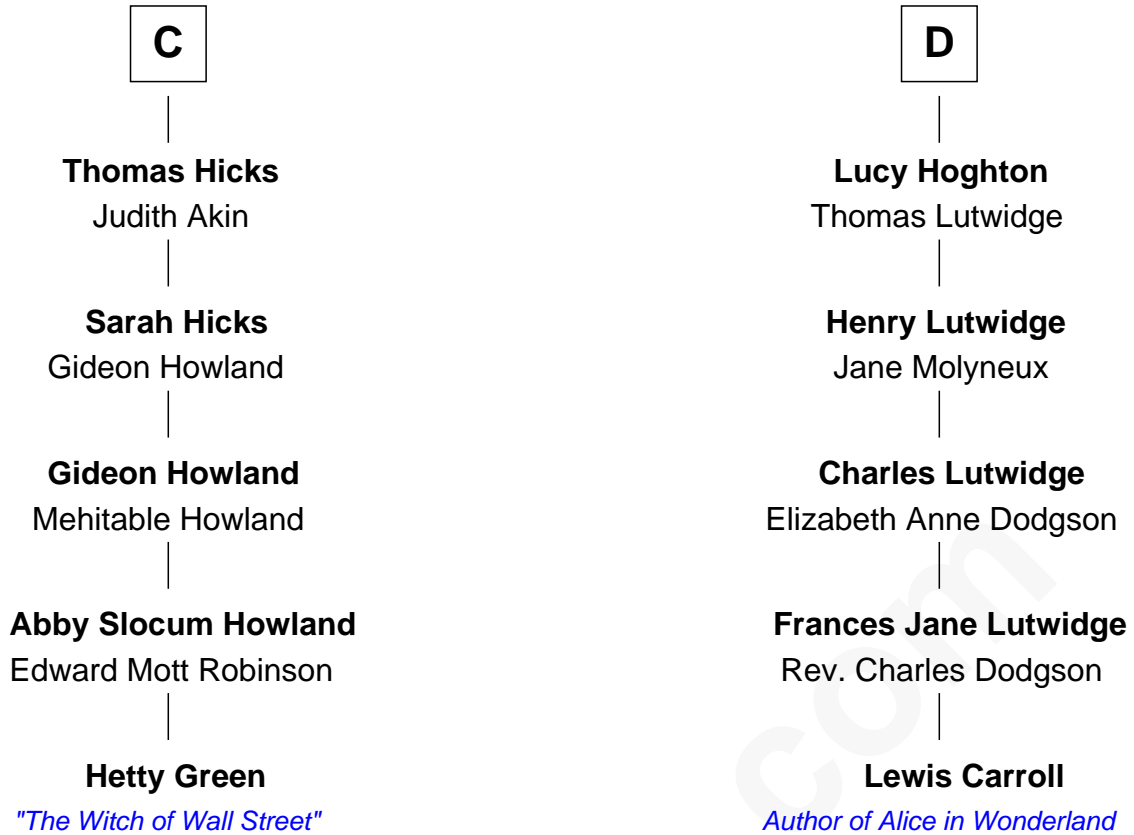 C
Thomas Hicks
Judith Akin
Sarah Hicks
Gideon Howland
Gideon Howland
Mehitable Howland
Abby Slocum Howland
Edward Mott Robinson
Hetty Green
"The Witch of Wall Street"
D
Lucy Hoghton
Thomas Lutwidge
Henry Lutwidge
Jane Molyneux
Charles Lutwidge
Elizabeth Anne Dodgson
Frances Jane Lutwidge
Rev. Charles Dodgson
Lewis Carroll
Author of Alice in Wonderland
com